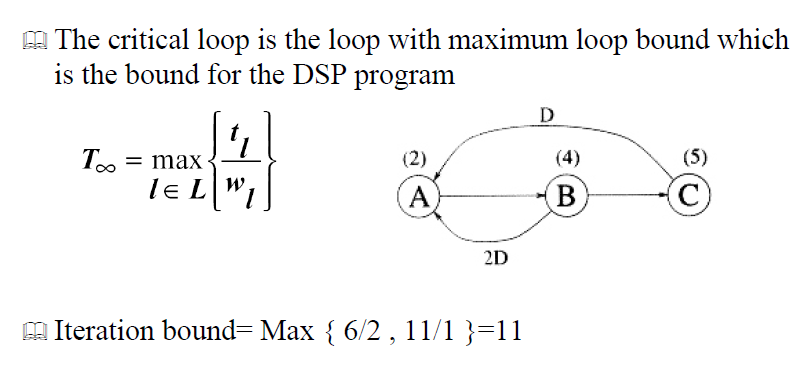 The critical loop is the loop with maximum loop bound which
is the bound for the DSP program
T∞ = max { t_l / w_l }
l ∈ L
D
(2) (4) (5)
A B C
2D
Iteration bound= Max { 6/2 , 11/1 }=11